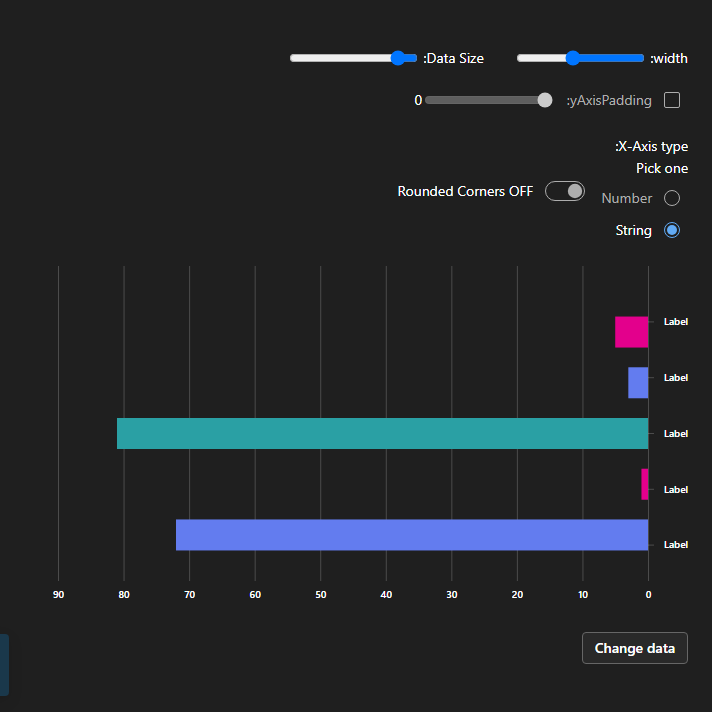 :width
:Data Size
:yAxisPadding
0
:X-Axis type
Pick one
Number
Rounded Corners OFF
String
Label
Label
Label
Label
Label
90 80 70 60 50 40 30 20 10 0
Change data